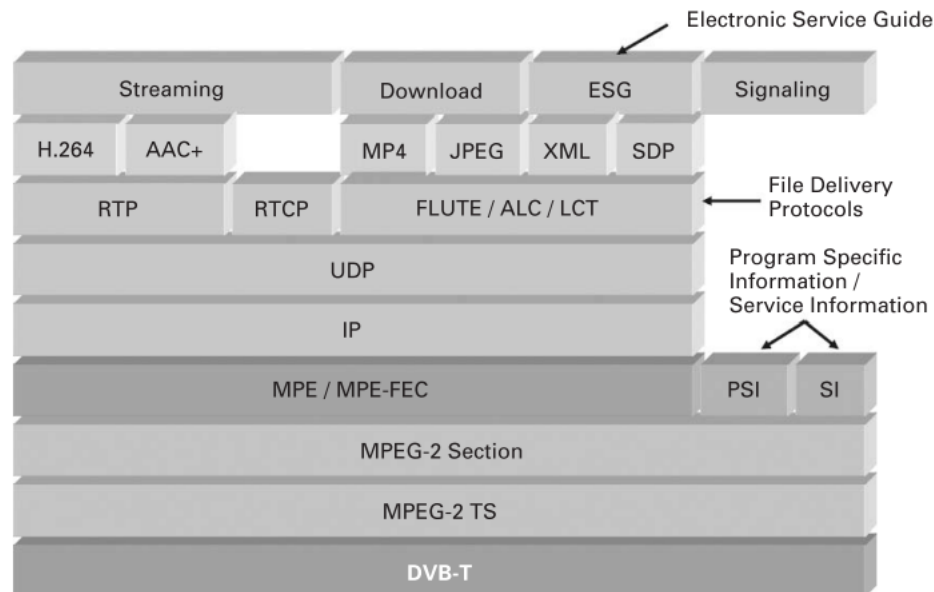 Electronic Service Guide
Streaming
Download
ESG
Signaling
H.264
AAC+
MP4
JPEG
XML
SDP
RTP
RTCP
FLUTE / ALC / LCT
File Delivery
Protocols
UDP
Program Specific
Information /
Service Information
IP
MPE / MPE-FEC
PSI
SI
MPEG-2 Section
MPEG-2 TS
DVB-T